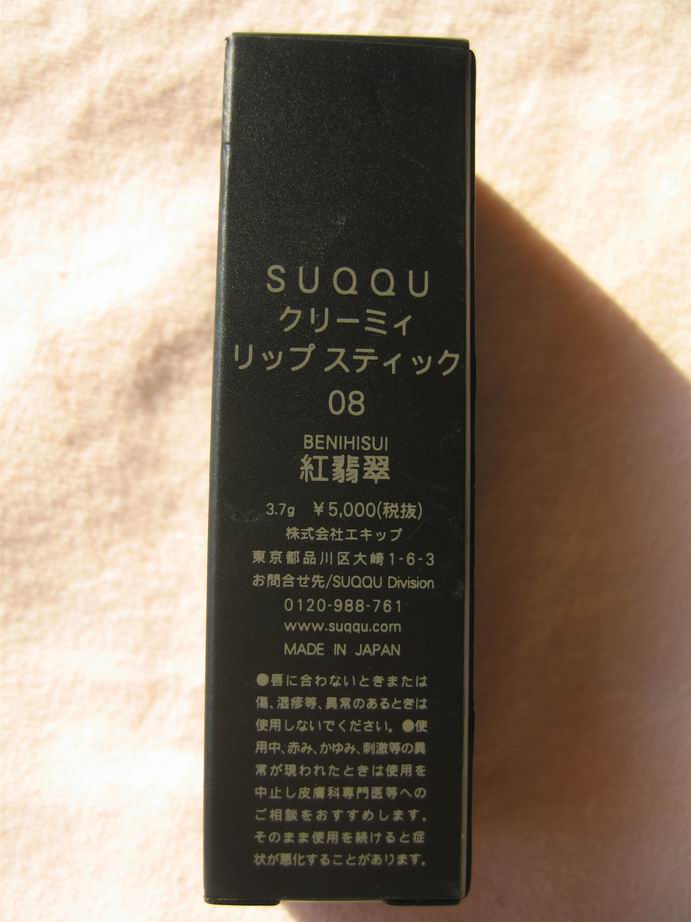 SUQQU
クリーミィ
リップ スティック
08
BENIHISUI
紅翡翠
3.7g ￥5,000(税抜)
株式会社エキップ
東京都品川区大崎1-6-3
お問合せ先/SUQQU Division
0120-988-761
www.suqqu.com
MADE IN JAPAN
●唇に合わないときまたは
傷、湿疹等、異常のあるときは
使用しないでください。●使
用中、赤み、かゆみ、刺激等の異
常が現われたときは使用を
中止し皮膚科専門医等への
ご相談をおすすめします。
そのまま使用を続けると症
状が悪化することがあります。